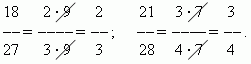 18/27 = 2·9/3·9 = 2/3 ; 21/28 = 3·7/4·7 = 3/4 .